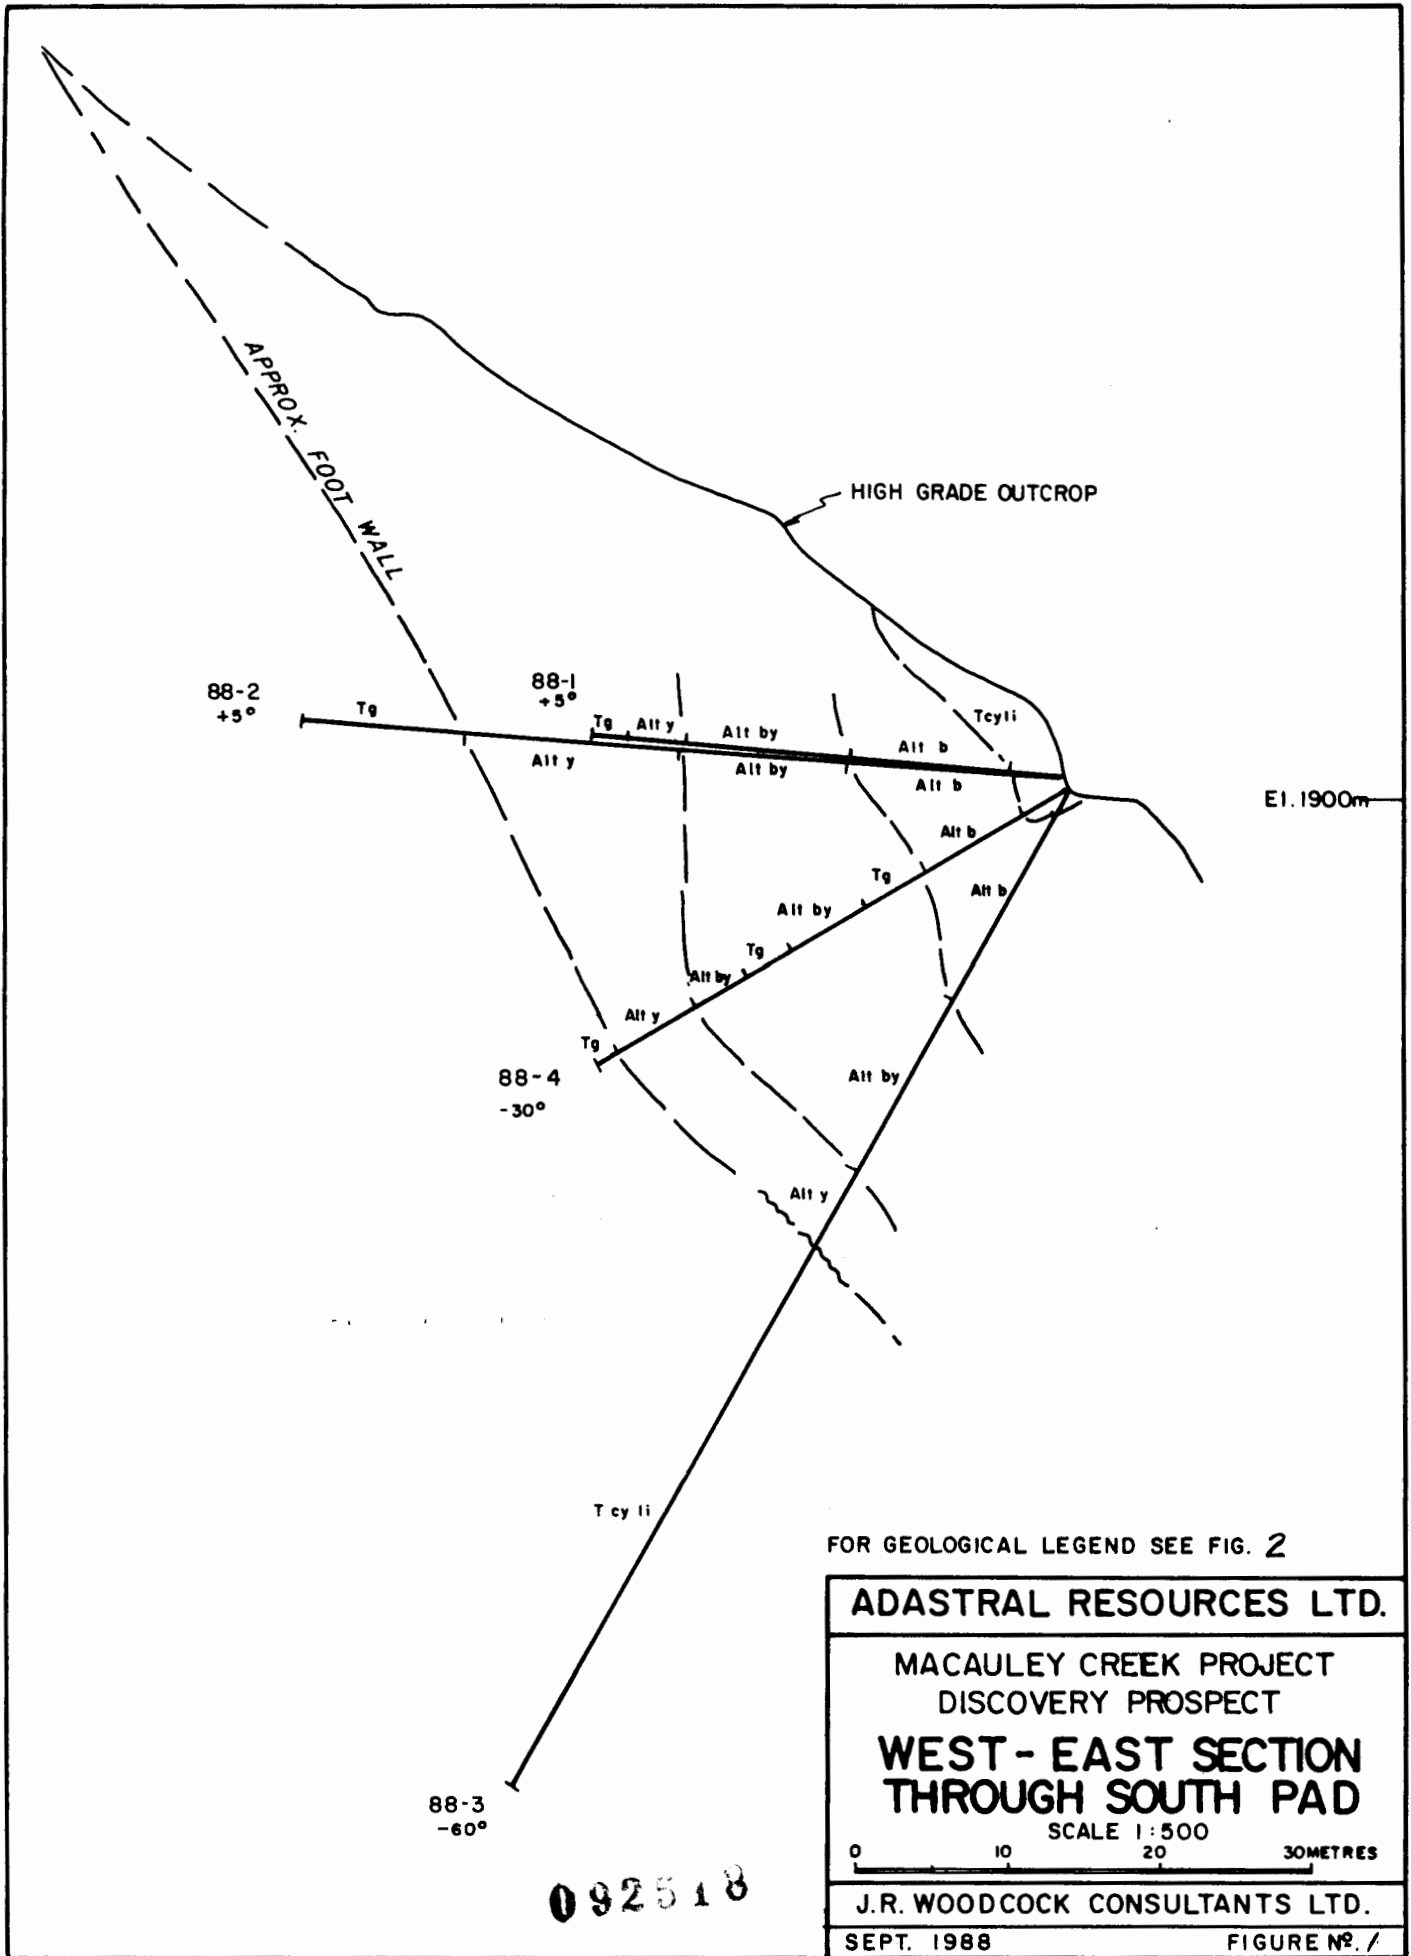 APPROX. FOOT WALL
HIGH GRADE OUTCROP
88-2
+5°
Tg
88-1
+5°
Tg
Alt y
Alt by
Alt b
Tcyli
Alt y
Alt by
Alt b
El. 1900m
Alt b
Tg
Alt b
Alt by
Tg
Alt by
Alt y
Tg
88-4
-30°
Alt by
Alt y
T cy li
88-3
-60°
FOR GEOLOGICAL LEGEND SEE FIG. 2
ADASTRAL RESOURCES LTD.
MACAULEY CREEK PROJECT
DISCOVERY PROSPECT
WEST - EAST SECTION
THROUGH SOUTH PAD
SCALE 1:500
0 10 20 30 METRES
J.R. WOODCOCK CONSULTANTS LTD.
SEPT. 1988 FIGURE Nº. 1
092518